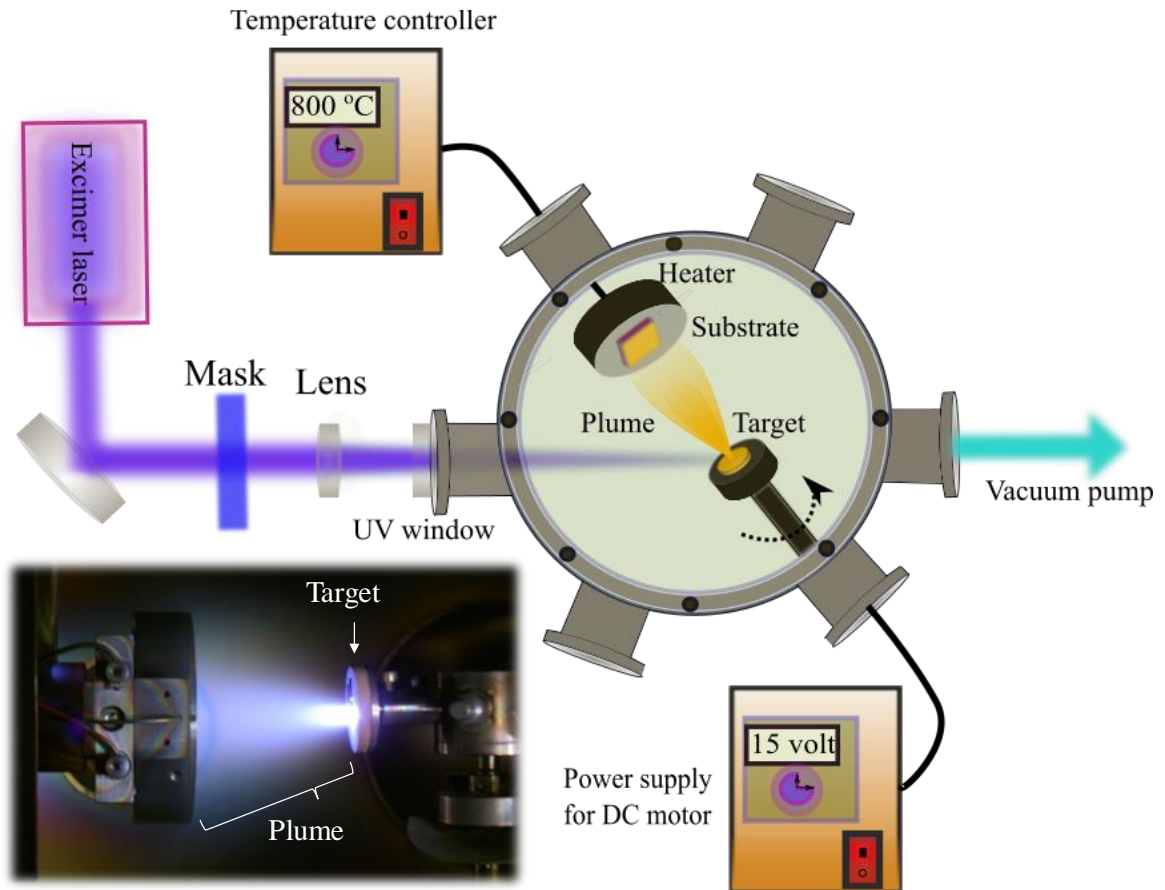 Temperature controller
800 °C
Excimer laser
Heater
Substrate
Mask
Lens
Plume
Target
UV window
Vacuum pump
Target
Plume
15 volt
Power supply
for DC motor